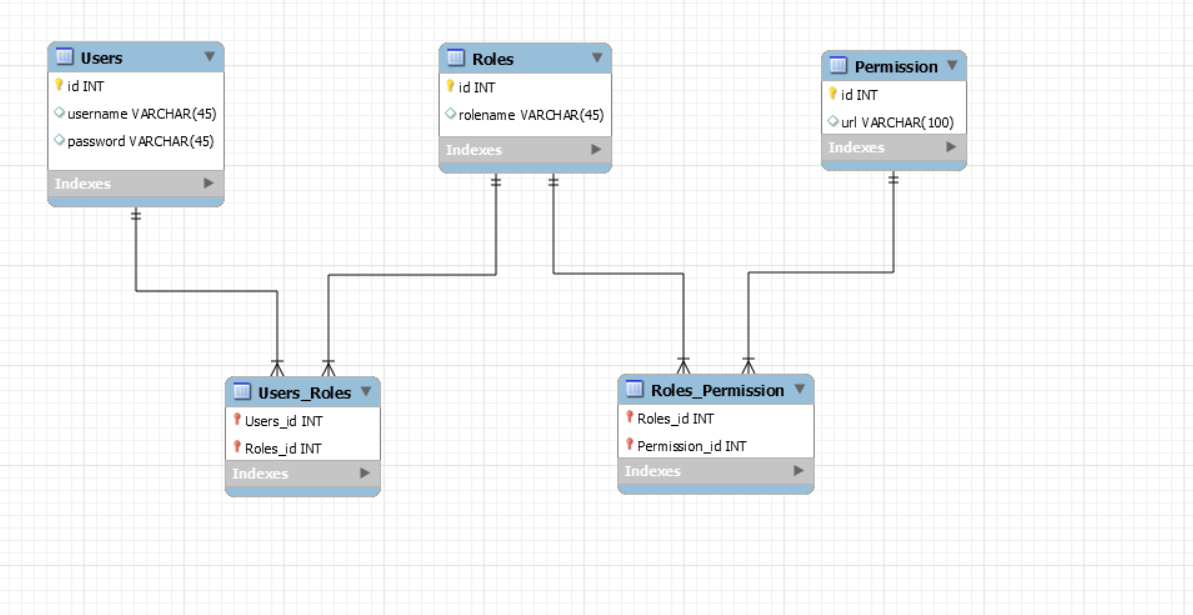 Users
id INT
username VARCHAR(45)
password VARCHAR(45)
Indexes
Roles
id INT
rolename VARCHAR(45)
Indexes
Permission
id INT
url VARCHAR(100)
Indexes
Users_Roles
Users_id INT
Roles_id INT
Indexes
Roles_Permission
Roles_id INT
Permission_id INT
Indexes